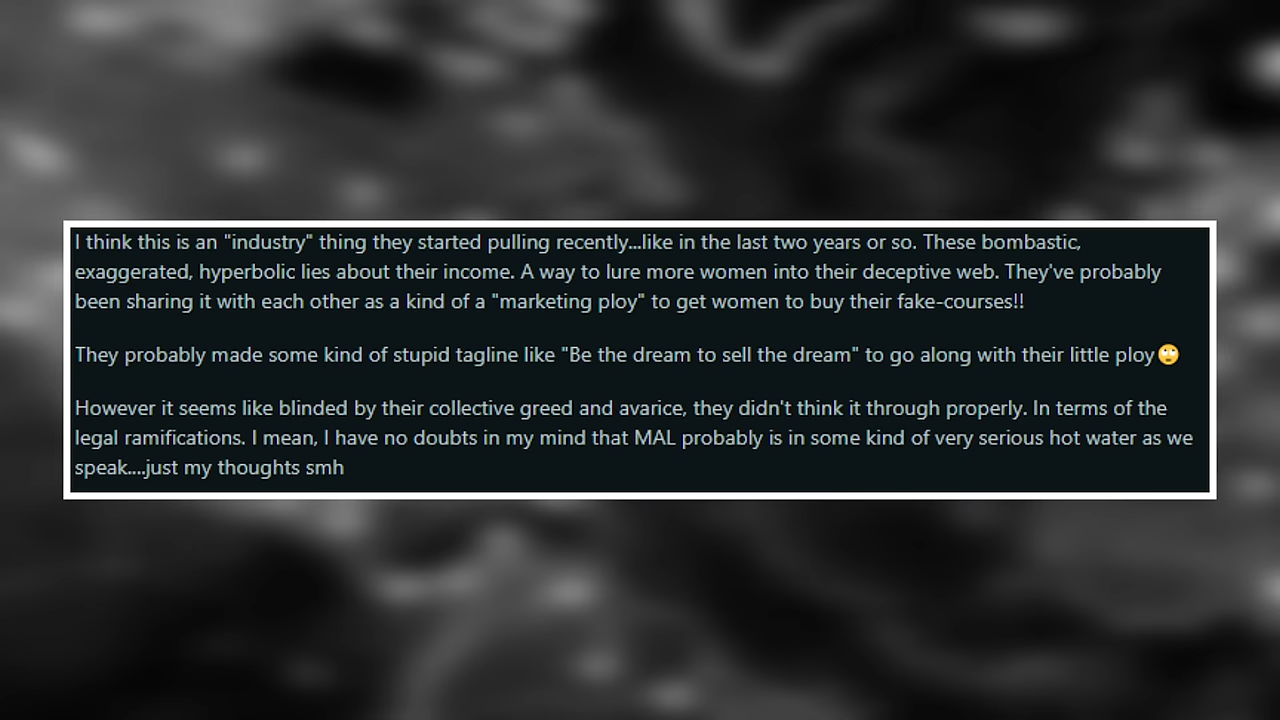 I think this is an "industry" thing they started pulling recently...like in the last two years or so. These bombastic,
exaggerated, hyperbolic lies about their income. A way to lure more women into their deceptive web. They've probably
been sharing it with each other as a kind of a "marketing ploy" to get women to buy their fake-courses!!
They probably made some kind of stupid tagline like "Be the dream to sell the dream" to go along with their little ploy🙄
However it seems like blinded by their collective greed and avarice, they didn't think it through properly. In terms of the
legal ramifications. I mean, I have no doubts in my mind that MAL probably is in some kind of very serious hot water as we
speak....just my thoughts smh